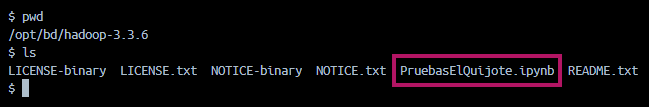 $ pwd
/opt/bd/hadoop-3.3.6
$ ls
LICENSE-binary  LICENSE.txt  NOTICE-binary  NOTICE.txt  PruebasElQuijote.ipynb  README.txt
$